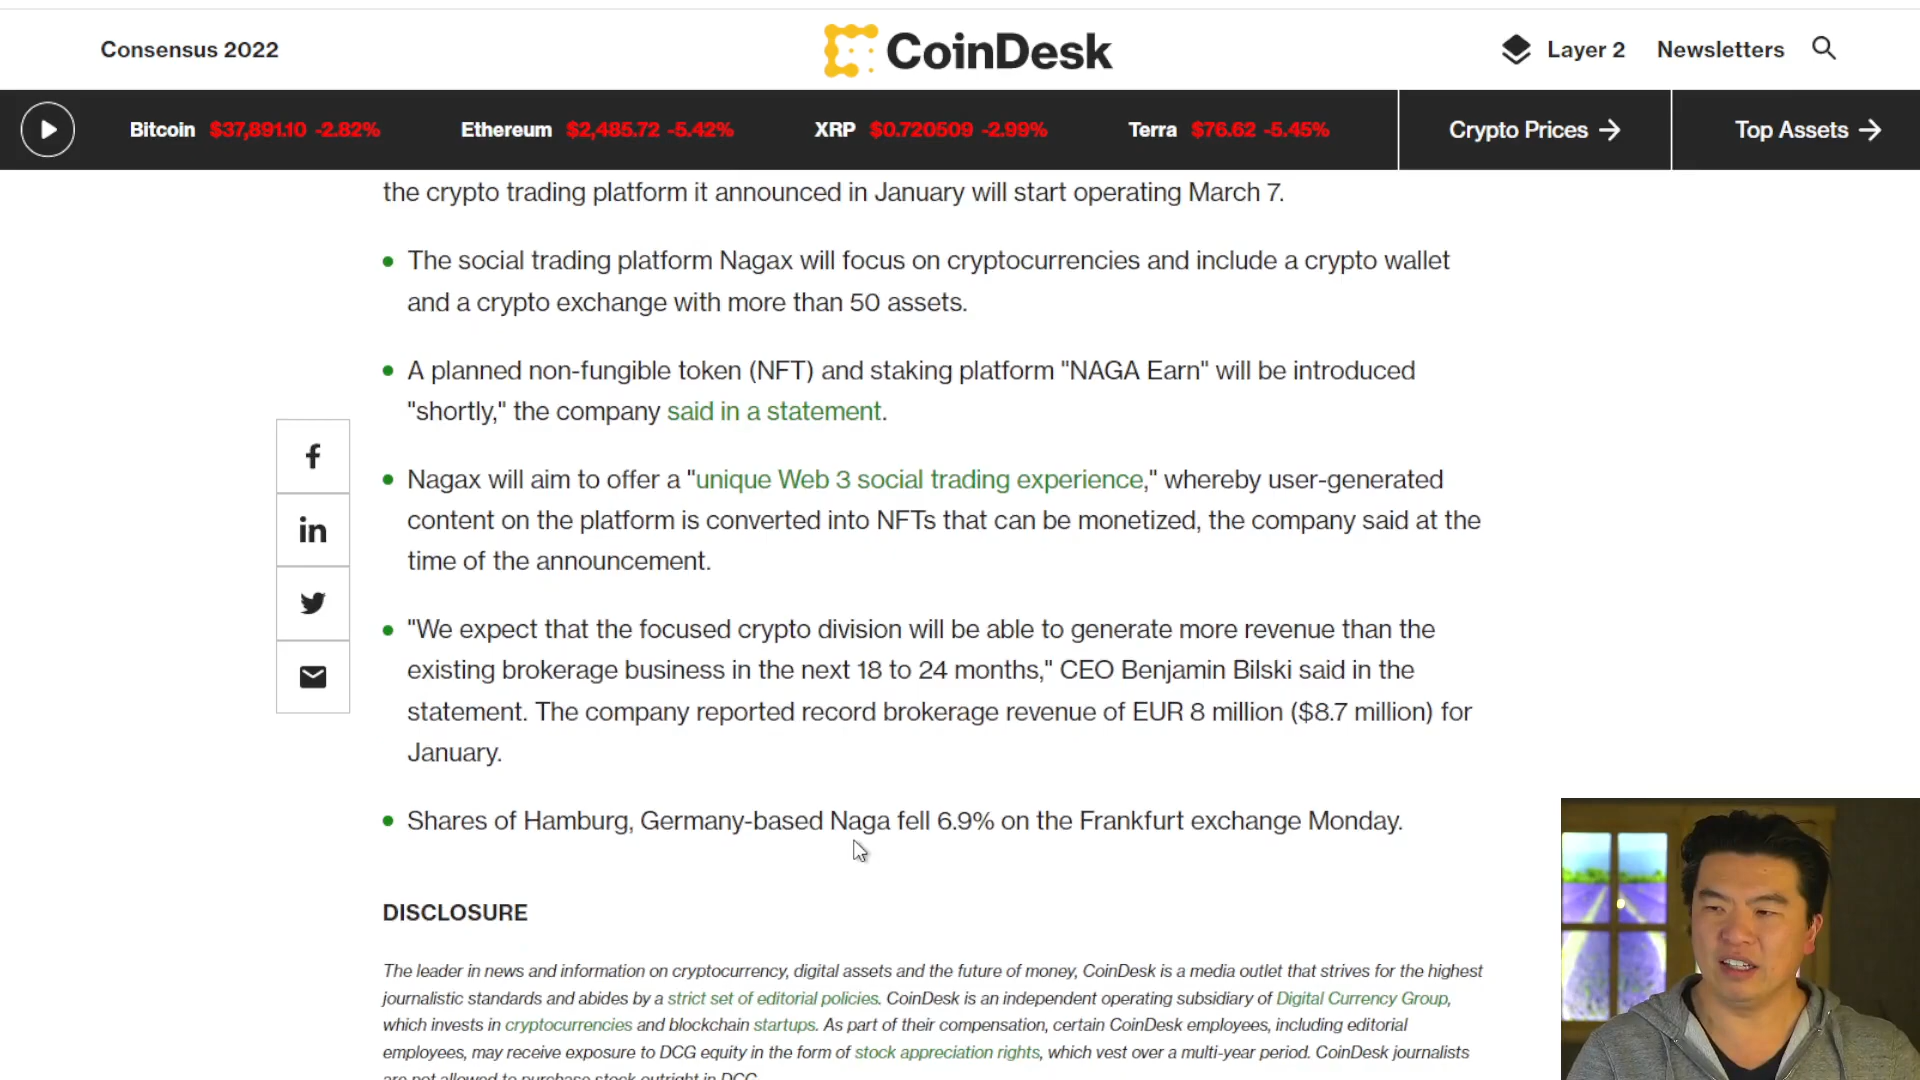 Consensus 2022
CoinDesk
Layer 2
Newsletters
Bitcoin $37,891.10 -2.82%
Ethereum $2,485.72 -5.42%
XRP $0.720509 -2.99%
Terra $76.62 -5.45%
Crypto Prices →
Top Assets →
the crypto trading platform it announced in January will start operating March 7.
The social trading platform Nagax will focus on cryptocurrencies and include a crypto wallet
and a crypto exchange with more than 50 assets.
A planned non-fungible token (NFT) and staking platform "NAGA Earn" will be introduced
"shortly," the company said in a statement.
Nagax will aim to offer a "unique Web 3 social trading experience," whereby user-generated
content on the platform is converted into NFTs that can be monetized, the company said at the
time of the announcement.
"We expect that the focused crypto division will be able to generate more revenue than the
existing brokerage business in the next 18 to 24 months," CEO Benjamin Bilski said in the
statement. The company reported record brokerage revenue of EUR 8 million ($8.7 million) for
January.
Shares of Hamburg, Germany-based Naga fell 6.9% on the Frankfurt exchange Monday.
DISCLOSURE
The leader in news and information on cryptocurrency, digital assets and the future of money, CoinDesk is a media outlet that strives for the highest
journalistic standards and abides by a strict set of editorial policies. CoinDesk is an independent operating subsidiary of Digital Currency Group,
which invests in cryptocurrencies and blockchain startups. As part of their compensation, certain CoinDesk employees, including editorial
employees, may receive exposure to DCG equity in the form of stock appreciation rights, which vest over a multi-year period. CoinDesk journalists
are not allowed to purchase stock outright in DCG.